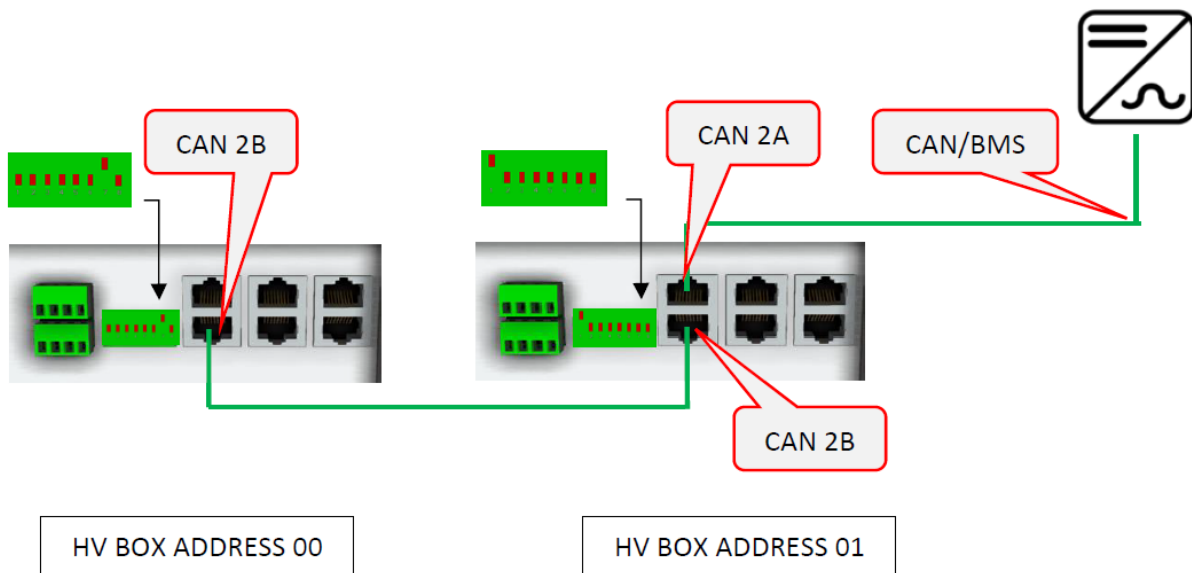 CAN 2B
CAN 2A
CAN/BMS
CAN 2B
HV BOX ADDRESS 00
HV BOX ADDRESS 01